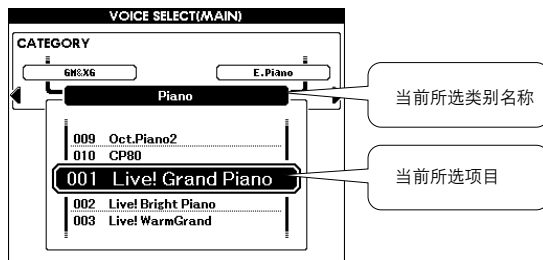 VOICE SELECT(MAIN)
CATEGORY
GM&XG
E.Piano
Piano
当前所选类别名称
009 Oct.Piano2
010 CP80
001 Live! Grand Piano
当前所选项目
002 Live! Bright Piano
003 Live! WarmGrand